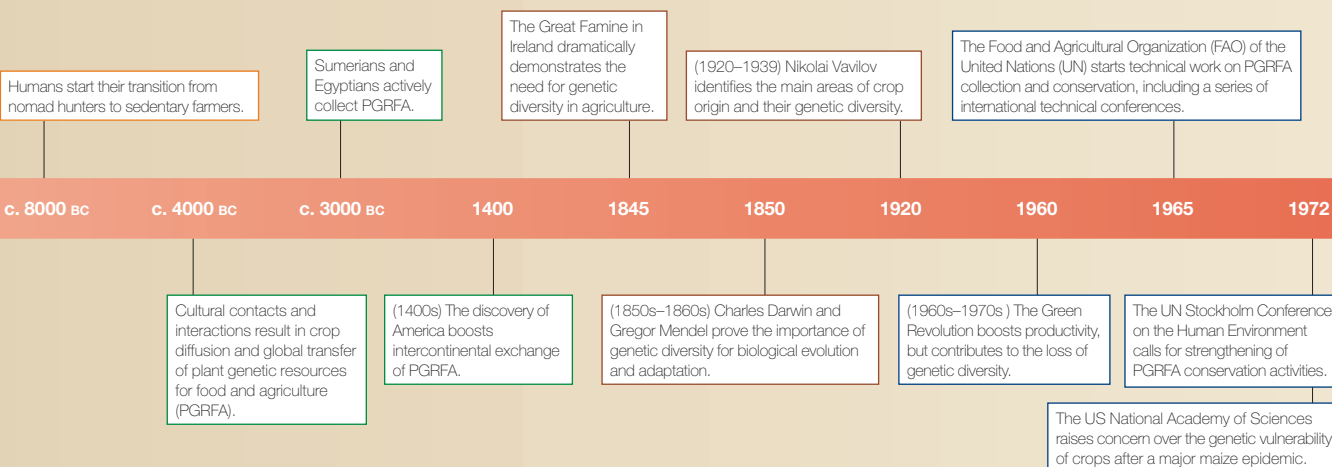 The Great Famine in
Ireland dramatically
demonstrates the
need for genetic
diversity in agriculture.
The Food and Agricultural Organization (FAO) of the
United Nations (UN) starts technical work on PGRFA
collection and conservation, including a series of
international technical conferences.
Sumerians and
Egyptians actively
collect PGRFA.
(1920–1939) Nikolai Vavilov
identifies the main areas of crop
origin and their genetic diversity.
Humans start their transition from
nomad hunters to sedentary farmers.
c. 8000 BC c. 4000 BC c. 3000 BC 1400 1845 1850 1920 1960 1965 1972
Cultural contacts and
interactions result in crop
diffusion and global transfer
of plant genetic resources
for food and agriculture
(PGRFA).
(1400s) The discovery of
America boosts
intercontinental exchange
of PGRFA.
(1850s–1860s) Charles Darwin and
Gregor Mendel prove the importance of
genetic diversity for biological evolution
and adaptation.
(1960s–1970s ) The Green
Revolution boosts productivity,
but contributes to the loss of
genetic diversity.
The UN Stockholm Conference
on the Human Environment
calls for strengthening of
PGRFA conservation activities.
The US National Academy of Sciences
raises concern over the genetic vulnerability
of crops after a major maize epidemic.